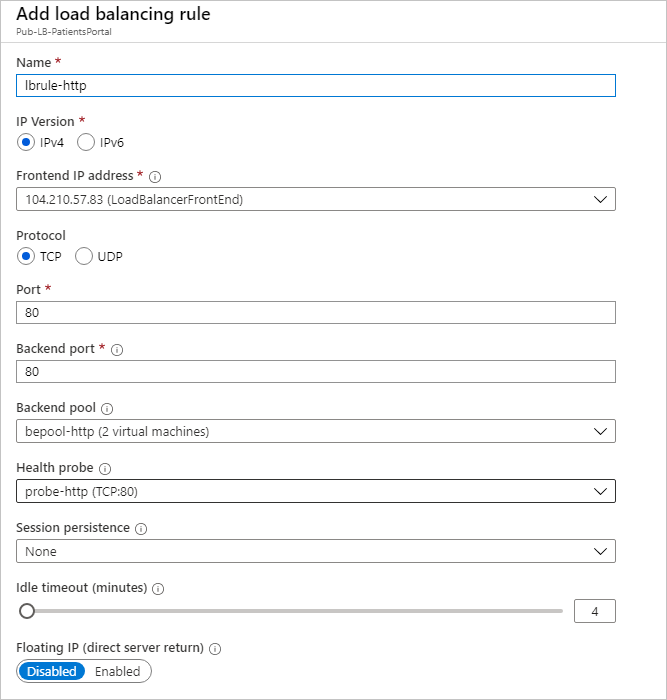 Add load balancing rule
Pub-LB-PatientsPortal
Name *
lbrule-http
IP Version *
IPv4 IPv6
Frontend IP address *
104.210.57.83 (LoadBalancerFrontEnd)
Protocol
TCP UDP
Port *
80
Backend port *
80
Backend pool
bepool-http (2 virtual machines)
Health probe
probe-http (TCP:80)
Session persistence
None
Idle timeout (minutes)
4
Floating IP (direct server return)
Disabled Enabled